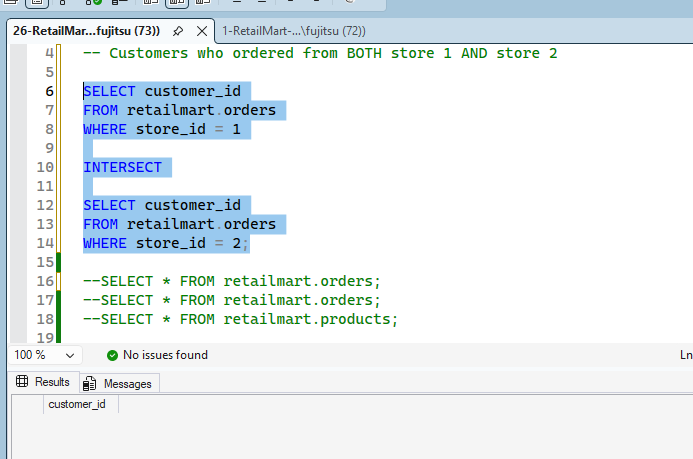 26-RetailMar...fujitsu (73))
1-RetailMart-...\fujitsu (72))
4 -- Customers who ordered from BOTH store 1 AND store 2
5
6 SELECT customer_id
7 FROM retailmart.orders
8 WHERE store_id = 1
9
10 INTERSECT
11
12 SELECT customer_id
13 FROM retailmart.orders
14 WHERE store_id = 2;
15
16 --SELECT * FROM retailmart.orders;
17 --SELECT * FROM retailmart.orders;
18 --SELECT * FROM retailmart.products;
19
100 % No issues found Ln
Results Messages
customer_id